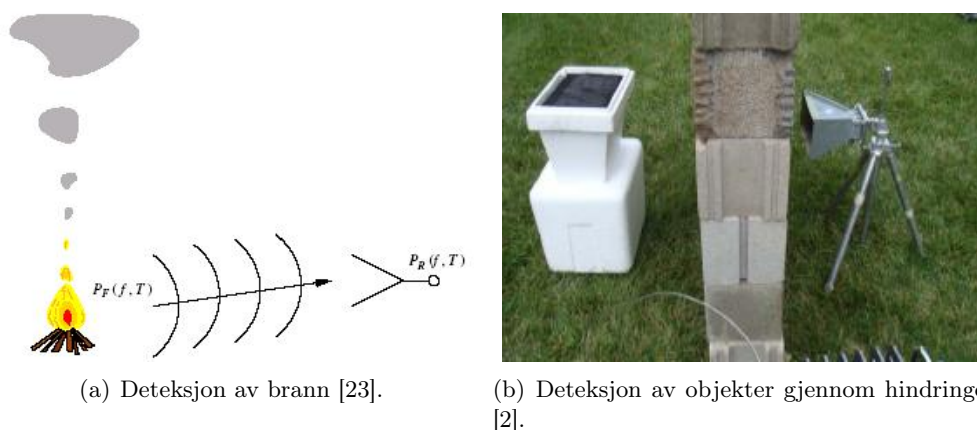 P_F(f,T)
P_R(f,T)
(a) Deteksjon av brann [23].
(b) Deteksjon av objekter gjennom hindringe
[2].